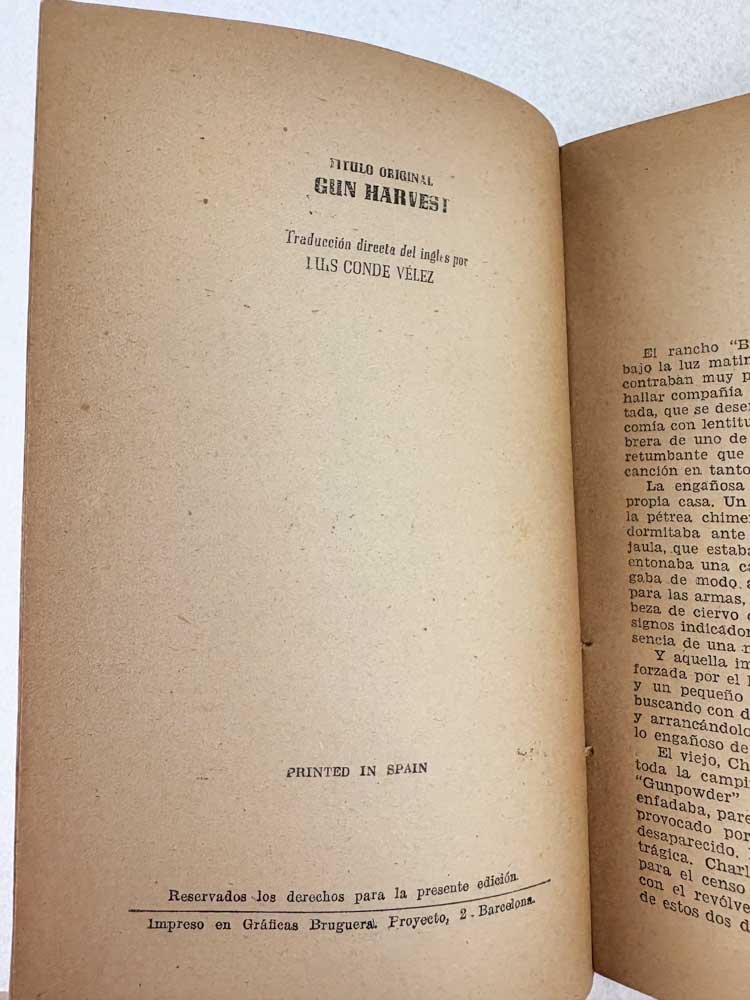 TITULO ORIGINAL
GUN HARVEST
Traducción directa del inglés por
LUIS CONDE VÉLEZ
PRINTED IN SPAIN
Reservados los derechos para la presente edición
Impreso en Gráficas Bruguera. Proyecto, 2. Barcelona.
El rancho "B
bajo la luz matin
contraban muy p
hallar compañía
tada, que se deser
comía con lentitu
brera de uno de
retumbante que
canción en tanto
La engañosa
propia casa. Un
la pétrea chimen
dormitaba ante
jaula, que estaba
entonaba una ca
gaba de modo a
para las armas,
beza de ciervo d
signos indicador
sencia de una m
Y aquella im
forzada por el
y un pequeño
buscando con d
y arrancándolo
lo engañoso de
El viejo, Ch
toda la campiñ
"Gunpowder"
enfadaba, pare
provocado por
desaparecido.
trágica. Charl
para el censo
con el revólve
de estos dos d